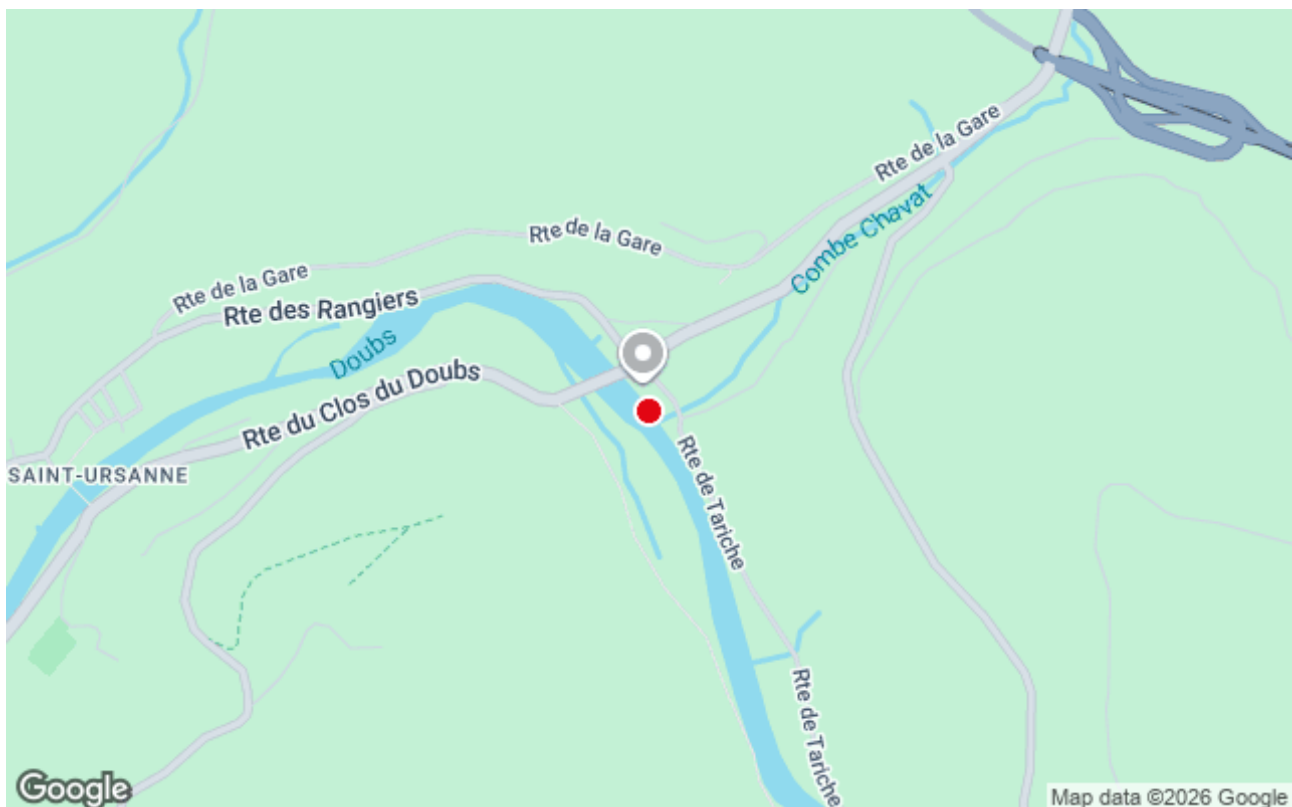 Rte de la Gare
Rte de la Gare
Combe Chavat
Rte de la Gare
Rte des Rangiers
Doubs
Rte du Clos du Doubs
SAINT-URSANNE
Rte de Tariche
Rte de Tariche
Google
Map data ©2026 Google